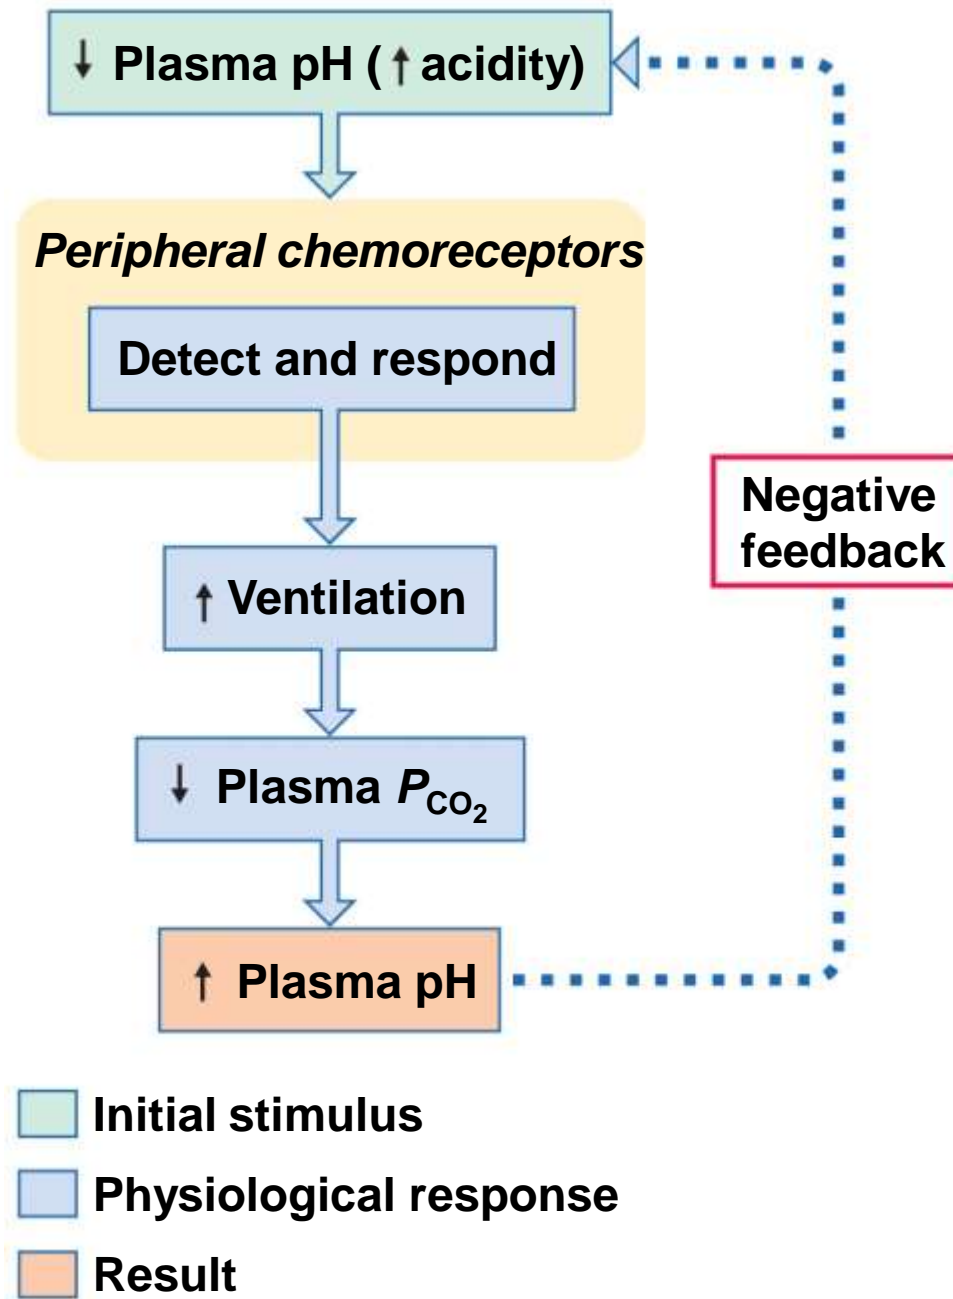 ↓ Plasma pH (↑ acidity)
Peripheral chemoreceptors
Detect and respond
↑ Ventilation
Negative
feedback
↓ Plasma PCO₂
↑ Plasma pH
Initial stimulus
Physiological response
Result